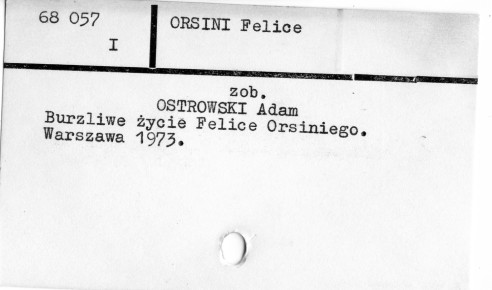 68 057
I
ORSINI Felice
zob.
OSTROWSKI Adam
Burzliwe życie Felice Orsiniego.
Warszawa 1973.